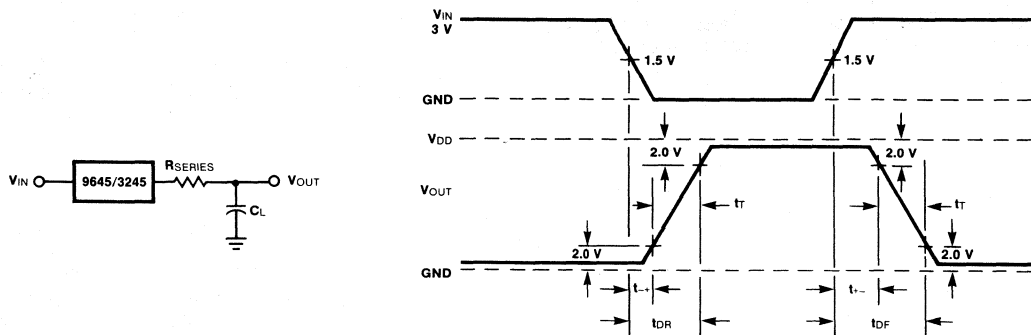 VIN
9645/3245
RSERIES
CL
VOUT
VIN
3 V
1.5 V
1.5 V
GND
VDD
2.0 V
2.0 V
VOUT
tT
tT
2.0 V
2.0 V
GND
t-+
t+-
tDR
tDF